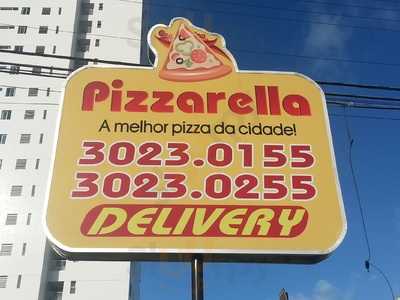 Pizzarella
A melhor pizza da cidade!
3023.0155
3023.0255
DELIVERY